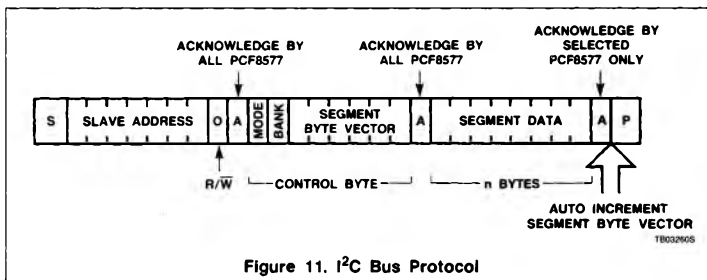 ACKNOWLEDGE BY
ALL PCF8577
ACKNOWLEDGE BY
ALL PCF8577
ACKNOWLEDGE BY
SELECTED
PCF8577 ONLY
S SLAVE ADDRESS O A MODE BANK SEGMENT BYTE VECTOR A SEGMENT DATA A P
R/W̅
CONTROL BYTE
n BYTES
AUTO INCREMENT
SEGMENT BYTE VECTOR
TB03260S
Figure 11. I²C Bus Protocol